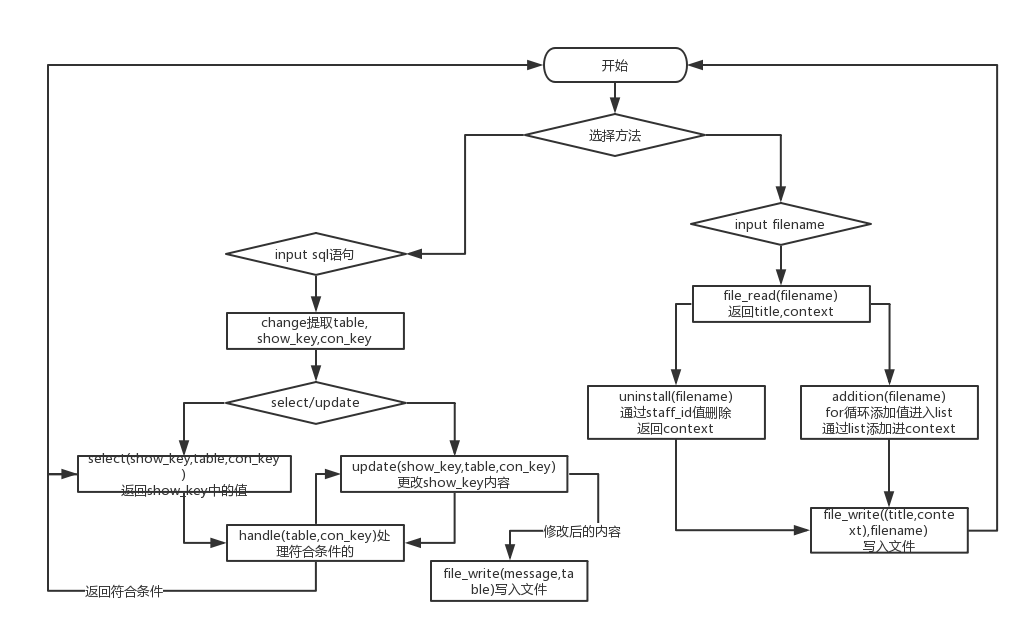 开始
选择方法
input filename
input sql语句
file_read(filename)
返回title,context
change提取table,
show_key,con_key
select/update
uninstall(filename)
通过staff_id值删除
返回context
addition(filename)
for循环添加值进入list
通过list添加进context
select(show_key,table,con_key
)
返回show_key中的值
update(show_key,table,con_key)
更改show_key内容
file_write((title,conte
xt),filename)
写入文件
handle(table,con_key)处
理符合条件的
修改后的内容
file_write(message,ta
ble)写入文件
返回符合条件